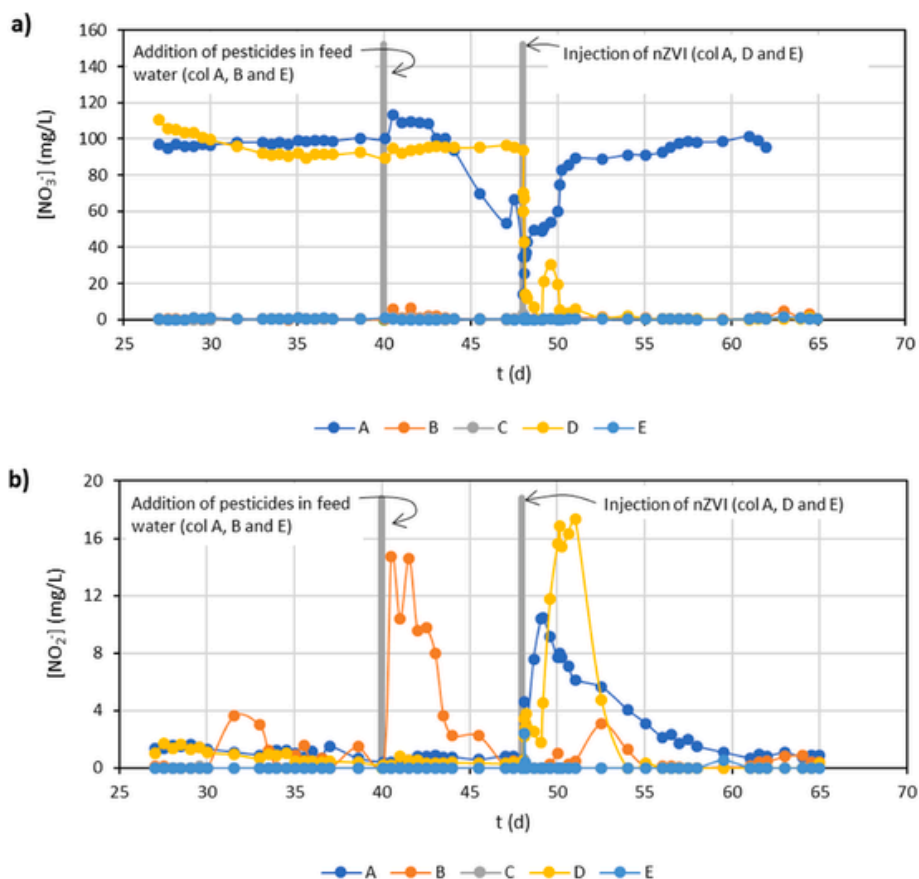 a)
160
140
120
100
80
60
40
20
0
[NO₃⁻] (mg/L)
Addition of pesticides in feed
water (col A, B and E)
Injection of nZVI (col A, D and E)
25 30 35 40 45 50 55 60 65 70
t (d)
A B C D E
b)
20
16
12
8
4
0
[NO₂⁻] (mg/L)
Addition of pesticides in feed
water (col A, B and E)
Injection of nZVI (col A, D and E)
25 30 35 40 45 50 55 60 65 70
t (d)
A B C D E